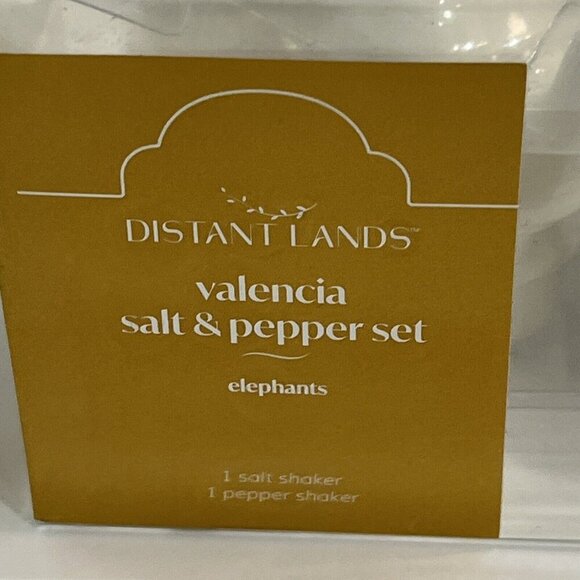 DISTANT LANDS™
valencia
salt & pepper set
elephants
1 salt shaker
1 pepper shaker